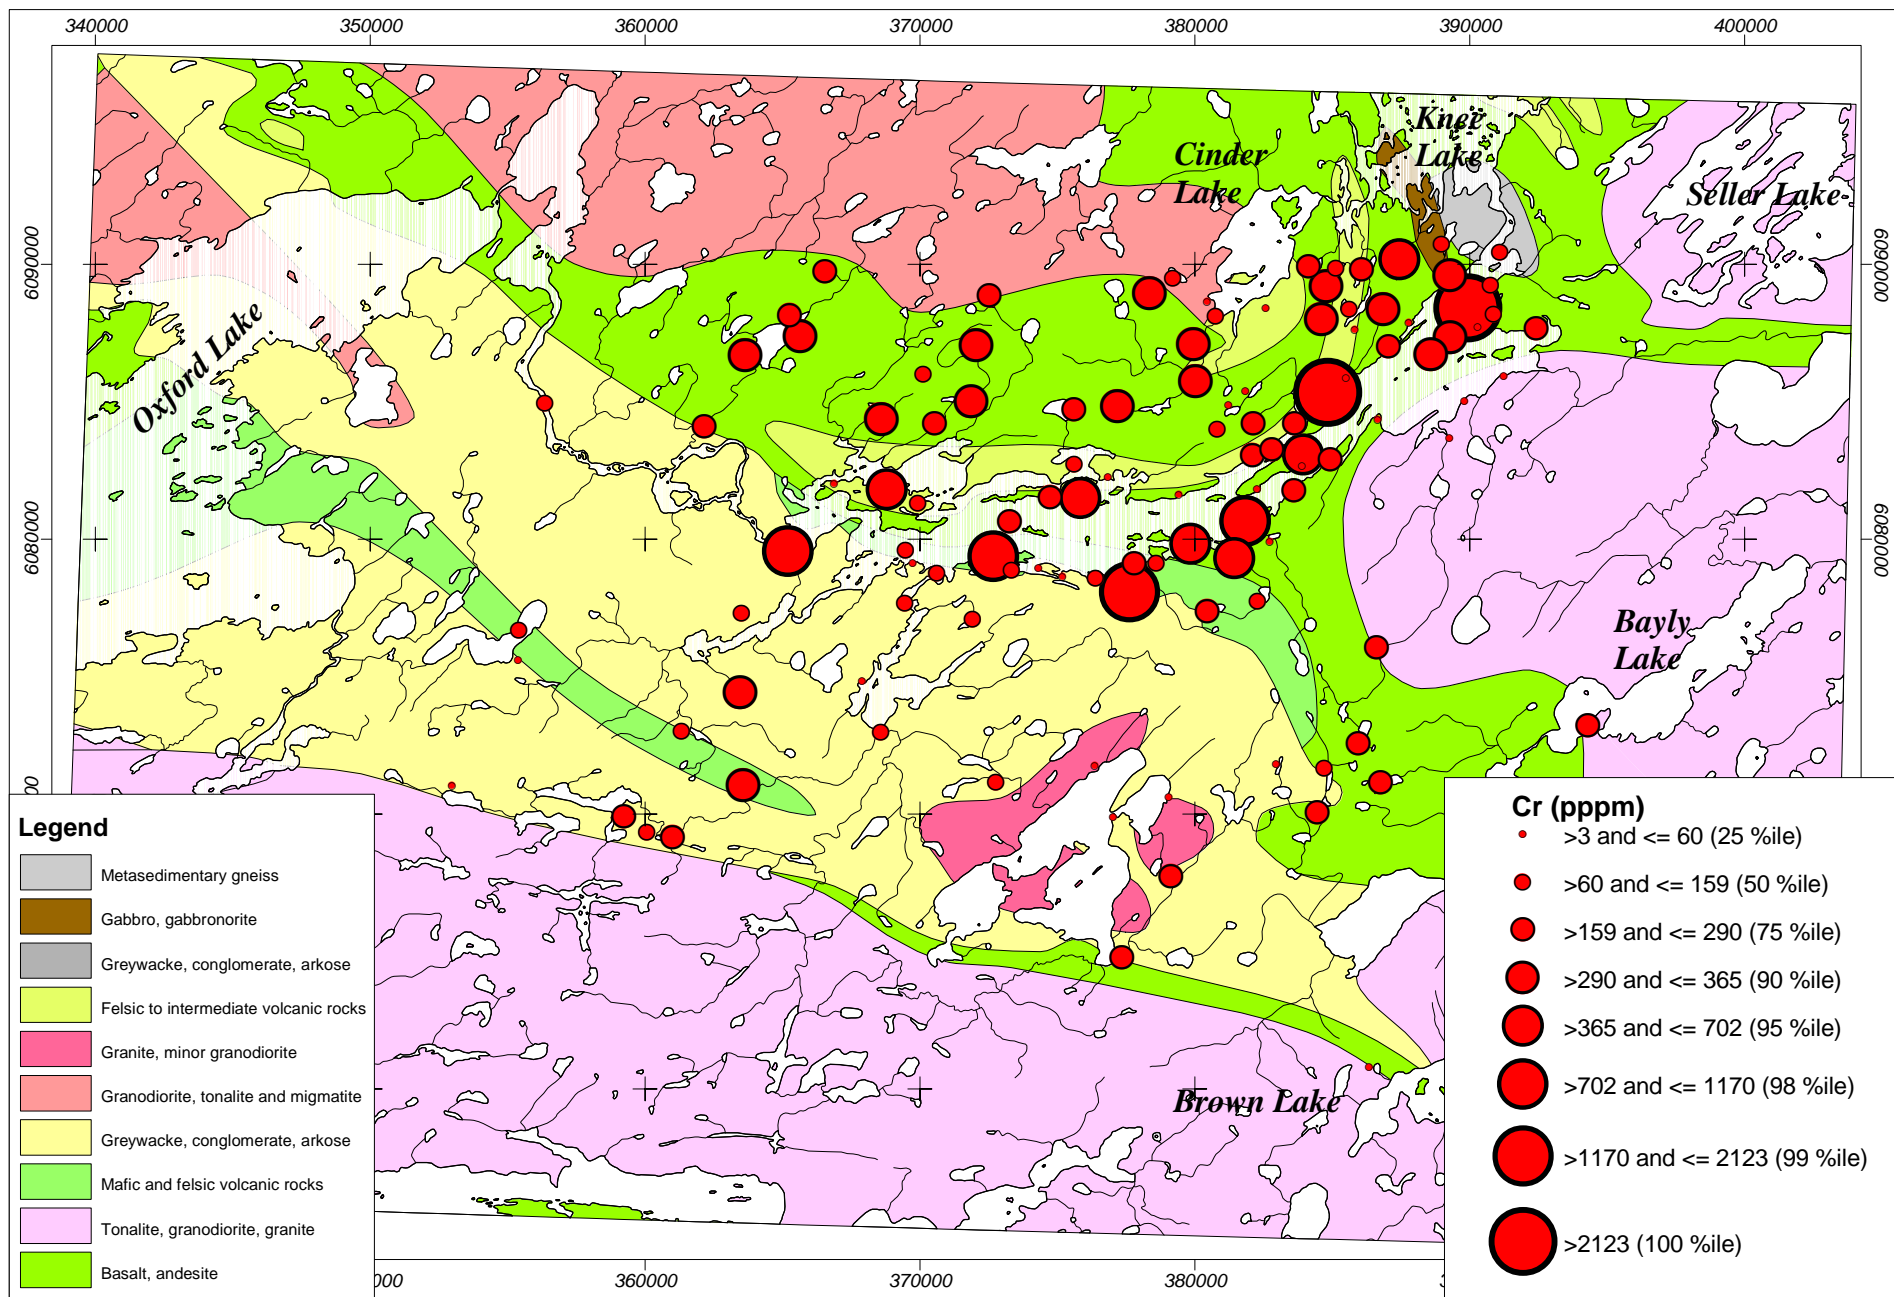 340000 350000 360000 370000 380000 390000 400000
Knee
Lake
Cinder
Lake
Seller Lake
6090000
6090000
Oxford Lake
6080000
6080000
Bayly
Lake
Brown Lake
Legend
Metasedimentary gneiss
Gabbro, gabbronorite
Greywacke, conglomerate, arkose
Felsic to intermediate volcanic rocks
Granite, minor granodiorite
Granodiorite, tonalite and migmatite
Greywacke, conglomerate, arkose
Mafic and felsic volcanic rocks
Tonalite, granodiorite, granite
Basalt, andesite
Cr (pppm)
>3 and <= 60 (25 %ile)
>60 and <= 159 (50 %ile)
>159 and <= 290 (75 %ile)
>290 and <= 365 (90 %ile)
>365 and <= 702 (95 %ile)
>702 and <= 1170 (98 %ile)
>1170 and <= 2123 (99 %ile)
>2123 (100 %ile)
360000 370000 380000